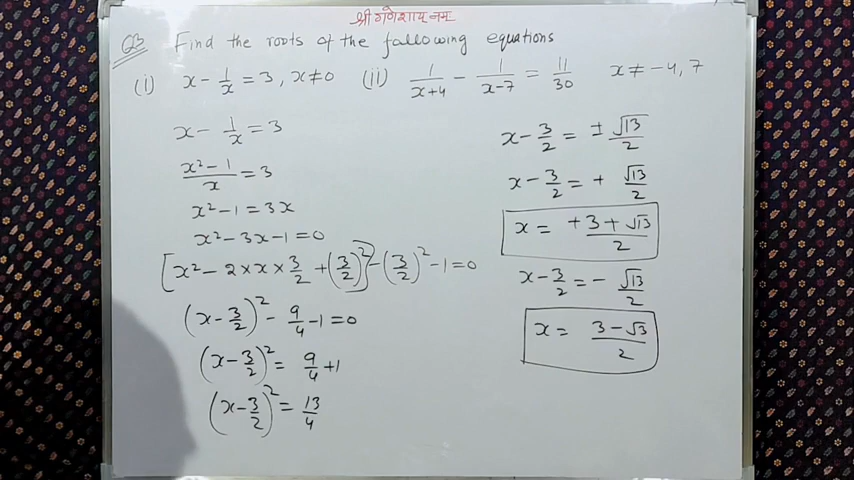 श्री गणेशाय नम
Q3 Find the roots of the following equations
(i) x - 1/x = 3, x ≠ 0 (ii) 1/(x+4) - 1/(x-7) = 11/30 x ≠ -4, 7
x - 1/x = 3
(x² - 1)/x = 3
x² - 1 = 3x
x² - 3x - 1 = 0
[x² - 2 × x × 3/2 + (3/2)²] - (3/2)² - 1 = 0
(x - 3/2)² - 9/4 - 1 = 0
(x - 3/2)² = 9/4 + 1
(x - 3/2)² = 13/4
x - 3/2 = ± √13/2
x - 3/2 = + √13/2
x = (+3 + √13)/2
x - 3/2 = - √13/2
x = (3 - √3)/2